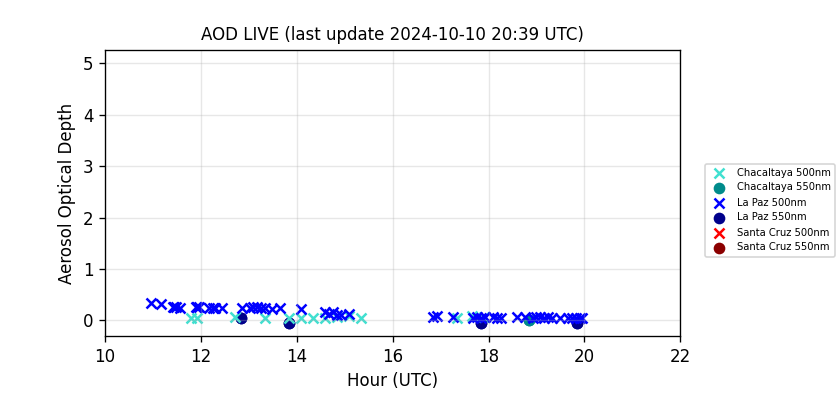 AOD LIVE (last update 2024-10-10 20:39 UTC)
Aerosol Optical Depth
5
4
3
2
1
0
10 12 14 16 18 20 22
Hour (UTC)
Chacaltaya 500nm
Chacaltaya 550nm
La Paz 500nm
La Paz 550nm
Santa Cruz 500nm
Santa Cruz 550nm